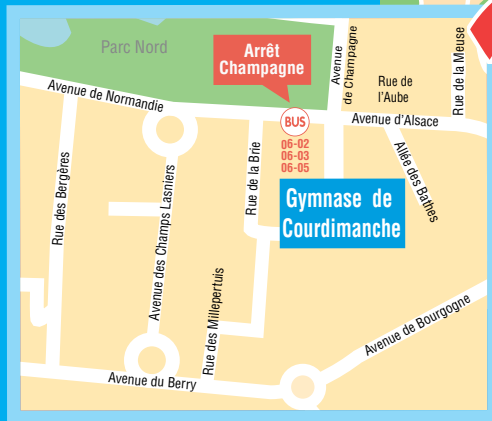 Parc Nord
Arrêt
Champagne
Avenue
de Champagne
Rue de
l'Aube
Rue de la Meuse
Avenue de Normandie
BUS
Avenue d'Alsace
06-02
06-03
06-05
Rue des Bergères
Avenue des Champs Lasniers
Rue de la Brie
Allée des Bathes
Gymnase de
Courdimanche
Rue des Millepertuis
Avenue de Bourgogne
Avenue du Berry